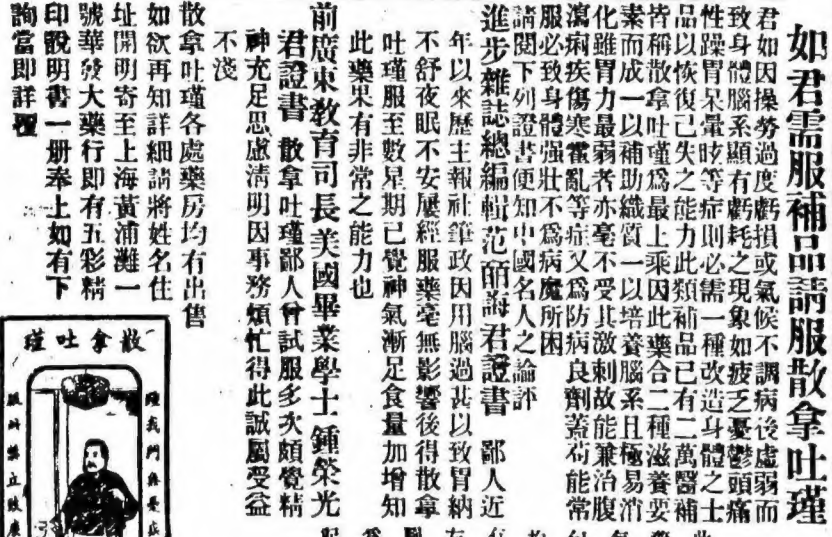 如君需服補品請服散拿吐瑾
君如因操勞過度虧損或氣候不調病後虛弱而
致身體腦系顯有虧耗之現象如疲乏憂鬱頭痛
性躁胃呆暈眩等症則必需一種改造身體之
品以恢復已失之能力此類補品已有二萬醫士
皆稱散拿吐瑾爲最上乘因此藥合二種滋養要
素而成一以補助織質一以培養腦系且極易消
化雖胃力最弱者亦毫不受其激刺故能兼治腹
瀉痢疾傷寒霍亂等症又爲防病良劑蓋苟能常
服必致身體强壯不爲病魔所困
請閱下列證書便知中國名人之論評
進步雜誌總編輯范皕誨君證書 鄙人近
年以來歷主報社筆政因用腦過甚以致胃納
不舒夜眠不安屢經服藥毫無影響後得散拿
吐瑾服至數星期已覺神氣漸足食量加增知
此藥果有非常之能力也
前廣東敎育司長美國畢業學士鍾榮光
君證書 散拿吐瑾鄙人曾試服多次頗覺精
神充足思慮淸明因事務煩忙得此誠屬受益
不淺
散拿吐瑾各處藥房均有出售
如欲再知詳細請將姓名住
址開明寄至上海黃浦灘一
號華發大藥行即有五彩精
印說明書一册奉上如有下
詢當即詳覆
散拿吐瑾